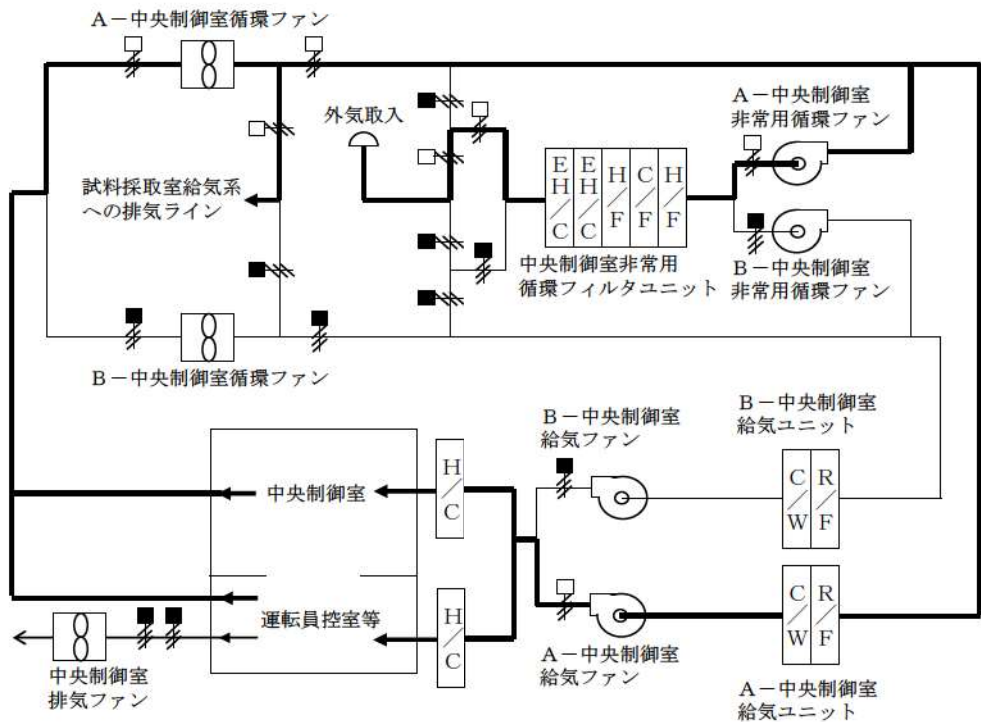 A－中央制御室循環ファン
外気取入
A－中央制御室
非常用循環ファン
試料採取室給気系
への排気ライン
EH/C
EH/C
H/F
C/F
H/F
中央制御室非常用
循環フィルタユニット
B－中央制御室
非常用循環ファン
B－中央制御室循環ファン
B－中央制御室
給気ファン
B－中央制御室
給気ユニット
中央制御室
H/C
C/W
R/F
運転員控室等
H/C
C/W
R/F
中央制御室
排気ファン
A－中央制御室
給気ファン
A－中央制御室
給気ユニット